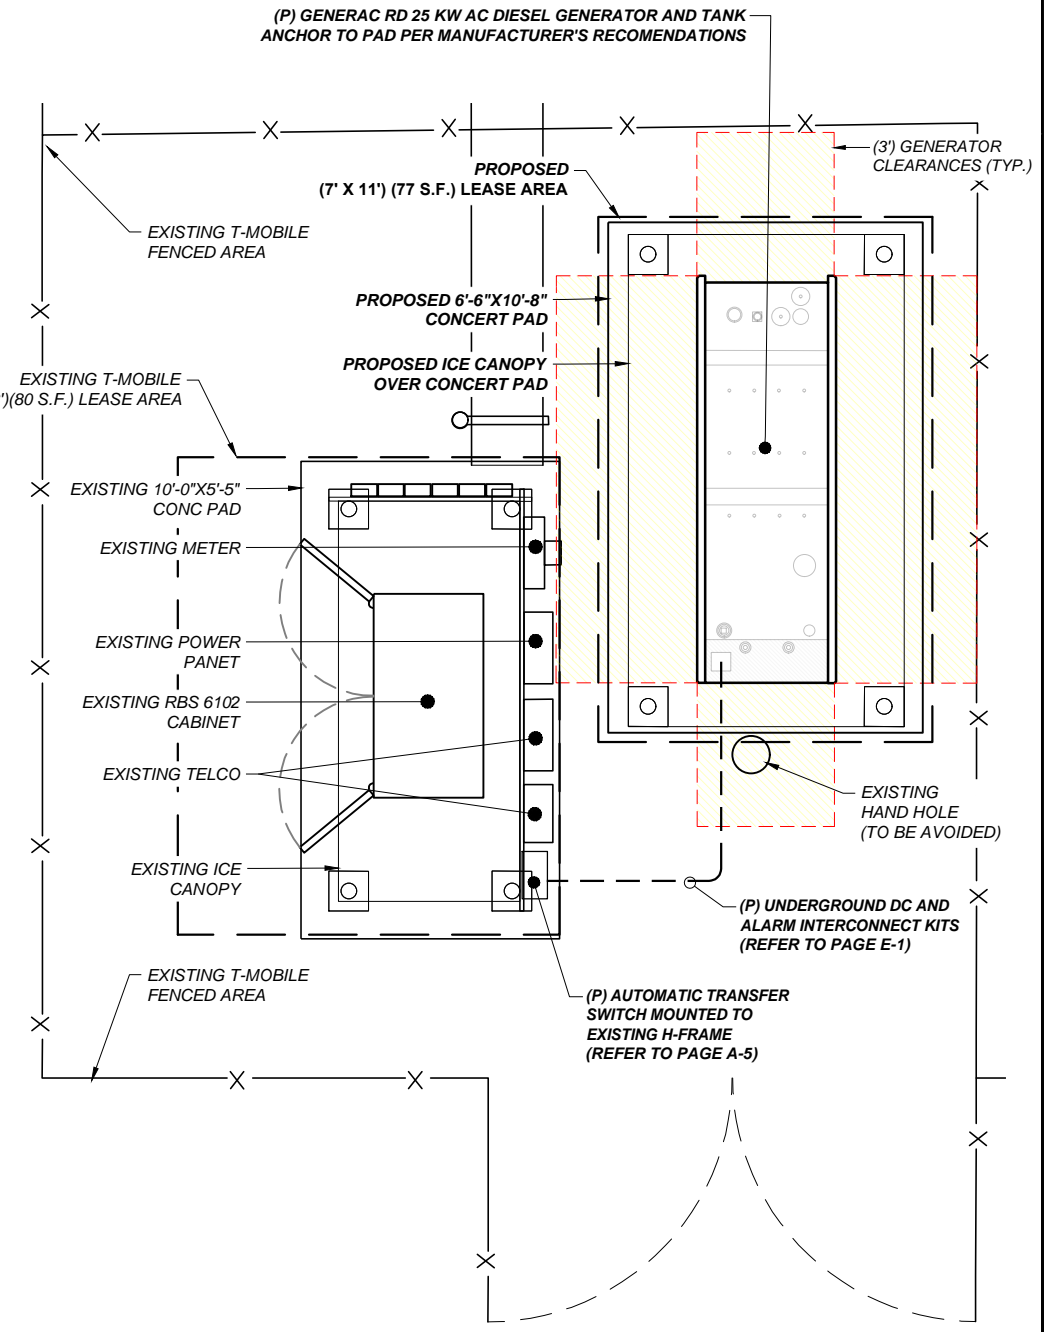 (P) GENERAC RD 25 KW AC DIESEL GENERATOR AND TANK
ANCHOR TO PAD PER MANUFACTURER'S RECOMENDATIONS
(3') GENERATOR
CLEARANCES (TYP.)
PROPOSED
(7' X 11') (77 S.F.) LEASE AREA
EXISTING T-MOBILE
FENCED AREA
PROPOSED 6'-6"X10'-8"
CONCERT PAD
PROPOSED ICE CANOPY
OVER CONCERT PAD
EXISTING T-MOBILE
')(80 S.F.) LEASE AREA
EXISTING 10'-0"X5'-5"
CONC PAD
EXISTING METER
EXISTING POWER
PANET
EXISTING RBS 6102
CABINET
EXISTING TELCO
EXISTING
HAND HOLE
(TO BE AVOIDED)
EXISTING ICE
CANOPY
(P) UNDERGROUND DC AND
ALARM INTERCONNECT KITS
(REFER TO PAGE E-1)
EXISTING T-MOBILE
FENCED AREA
(P) AUTOMATIC TRANSFER
SWITCH MOUNTED TO
EXISTING H-FRAME
(REFER TO PAGE A-5)